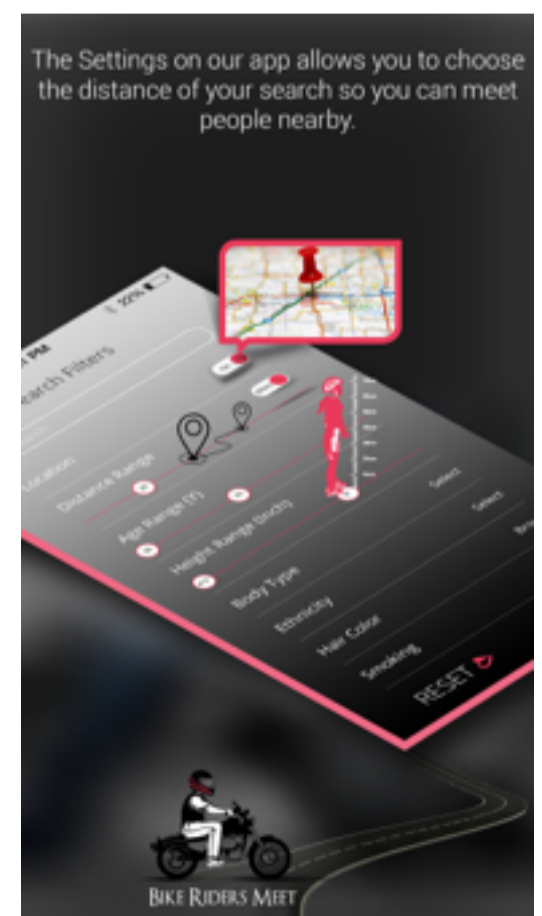 The Settings on our app allows you to choose
the distance of your search so you can meet
people nearby.
22%
PM
Search Filters
Location
Distance Range
Age Range (Y)
Height Range (Inch)
Select
Body Type
Select
Ethnicity
Hair Color
Smoking
RESET
BIKE RIDERS MEET